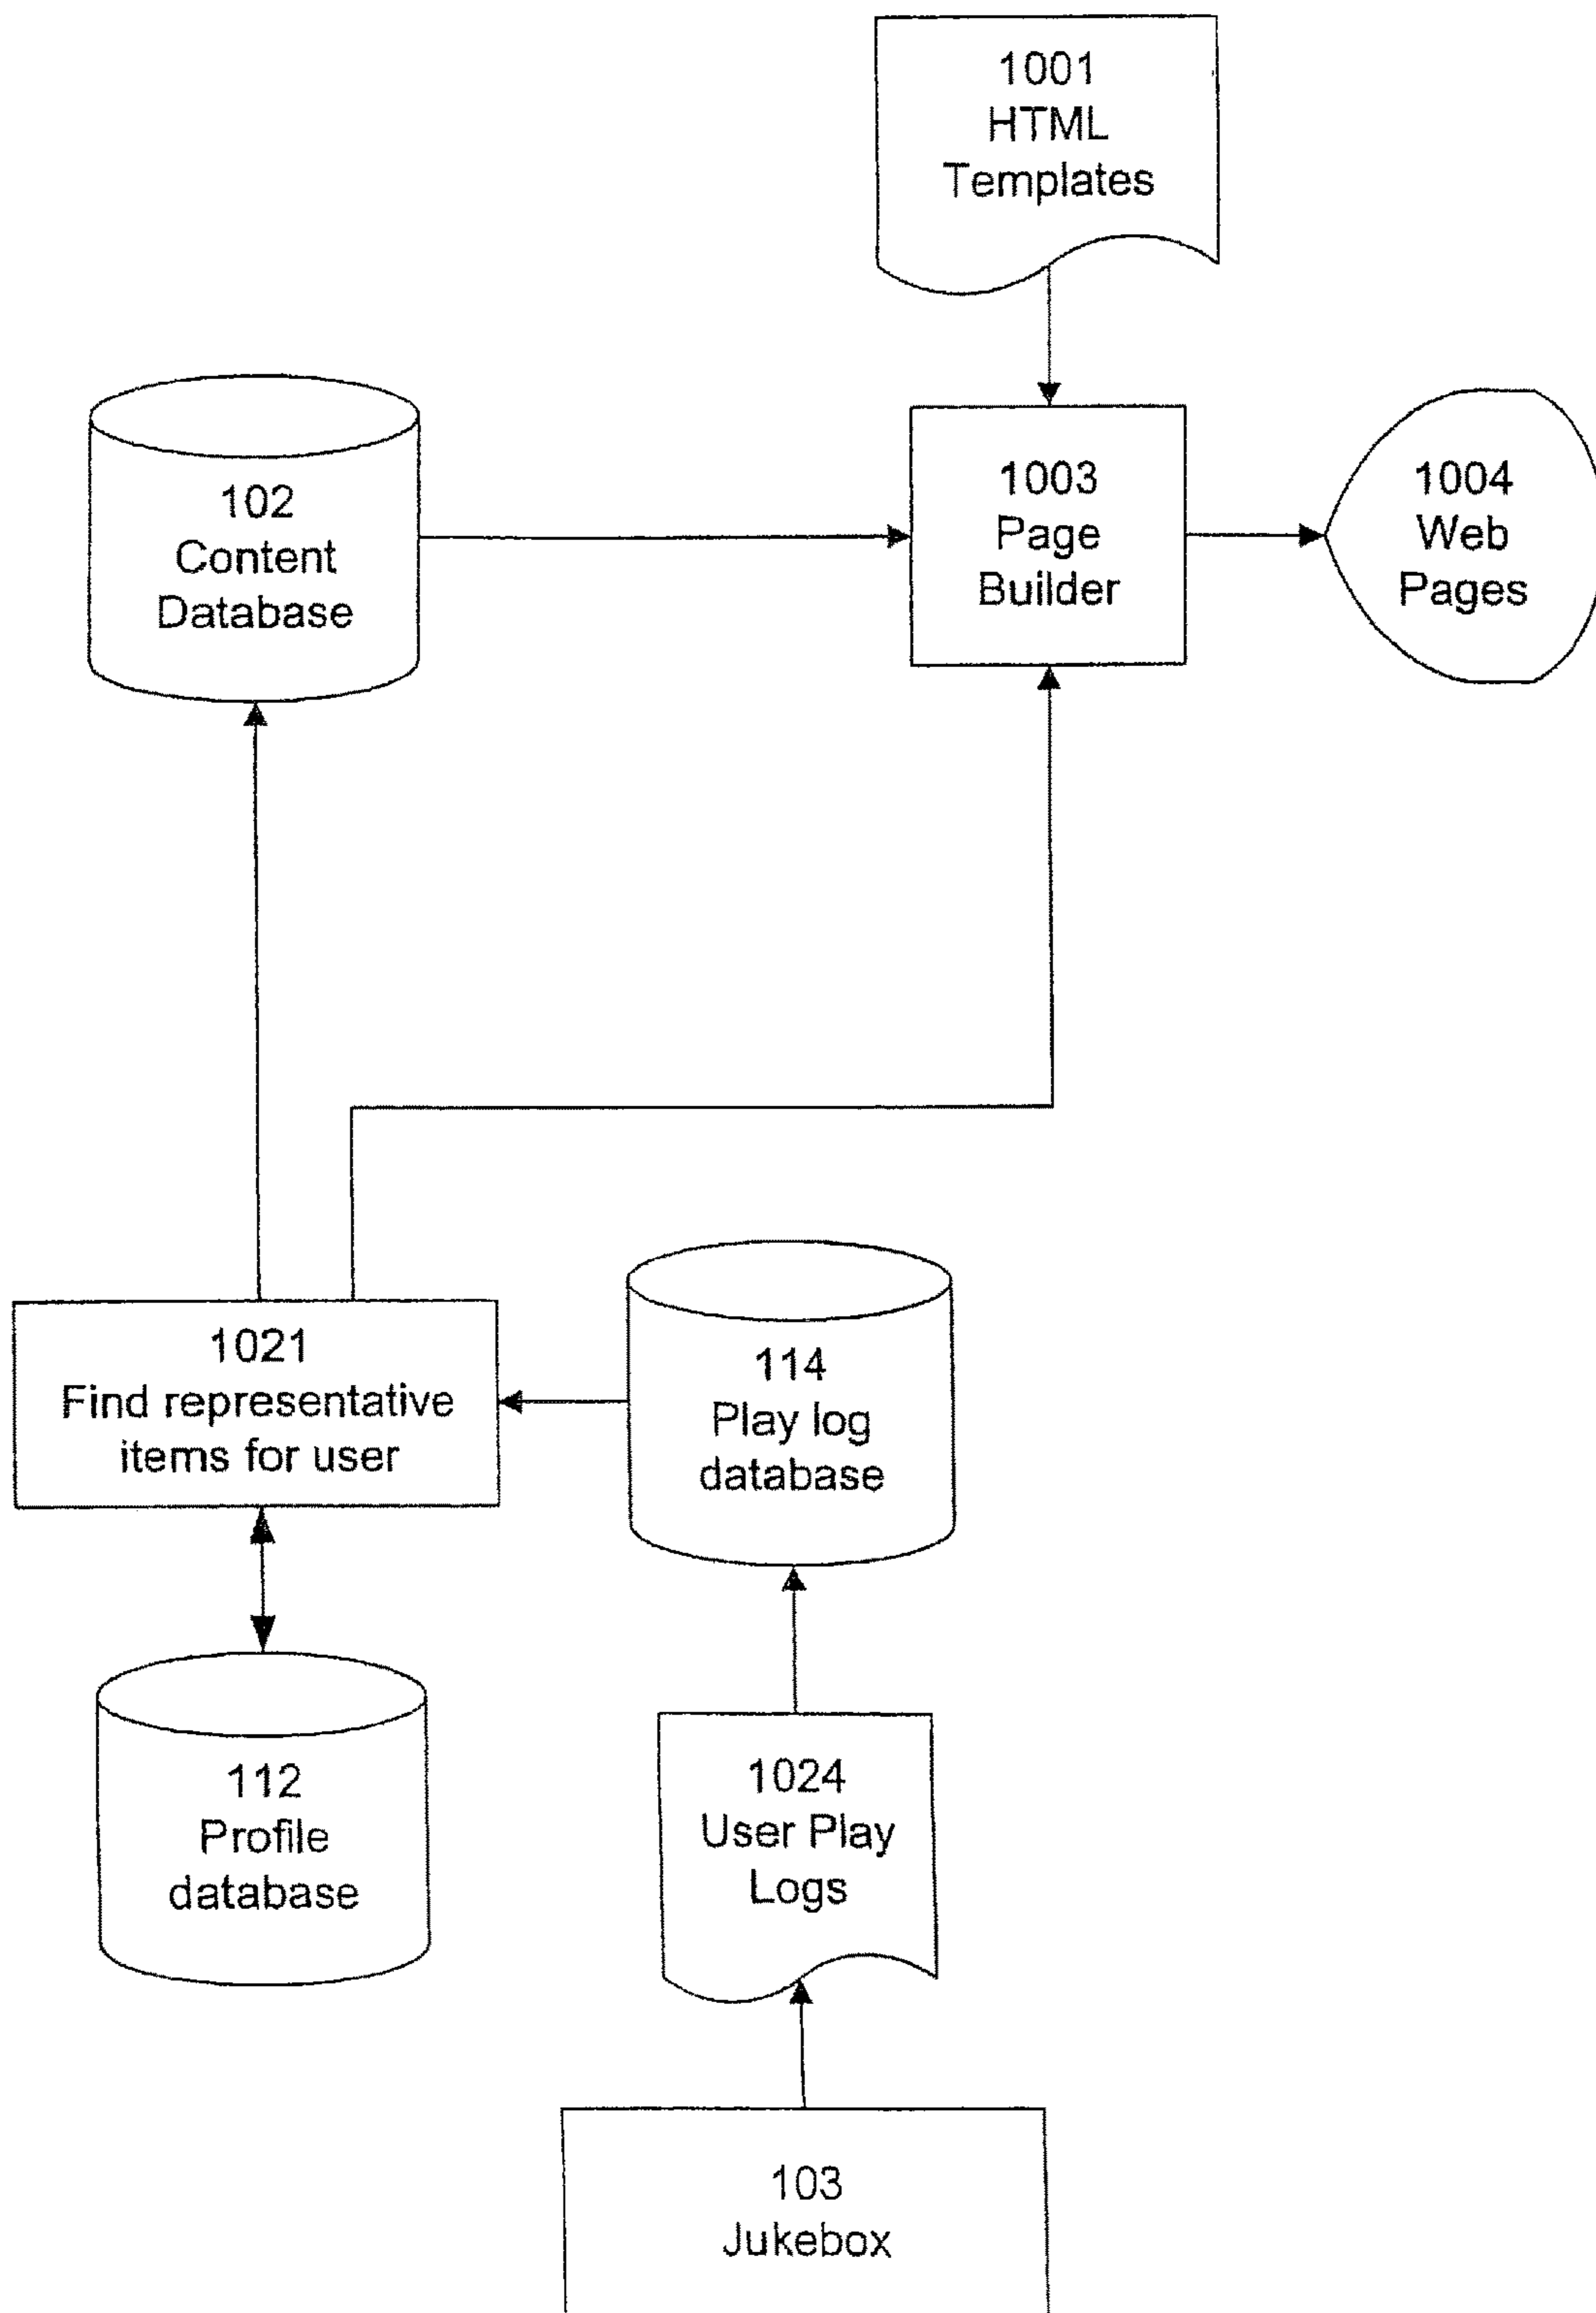 1001
HTML
Templates
102
Content
Database
1003
Page
Builder
1004
Web
Pages
1021
Find representative
items for user
114
Play log
database
112
Profile
database
1024
User Play
Logs
103
Jukebox